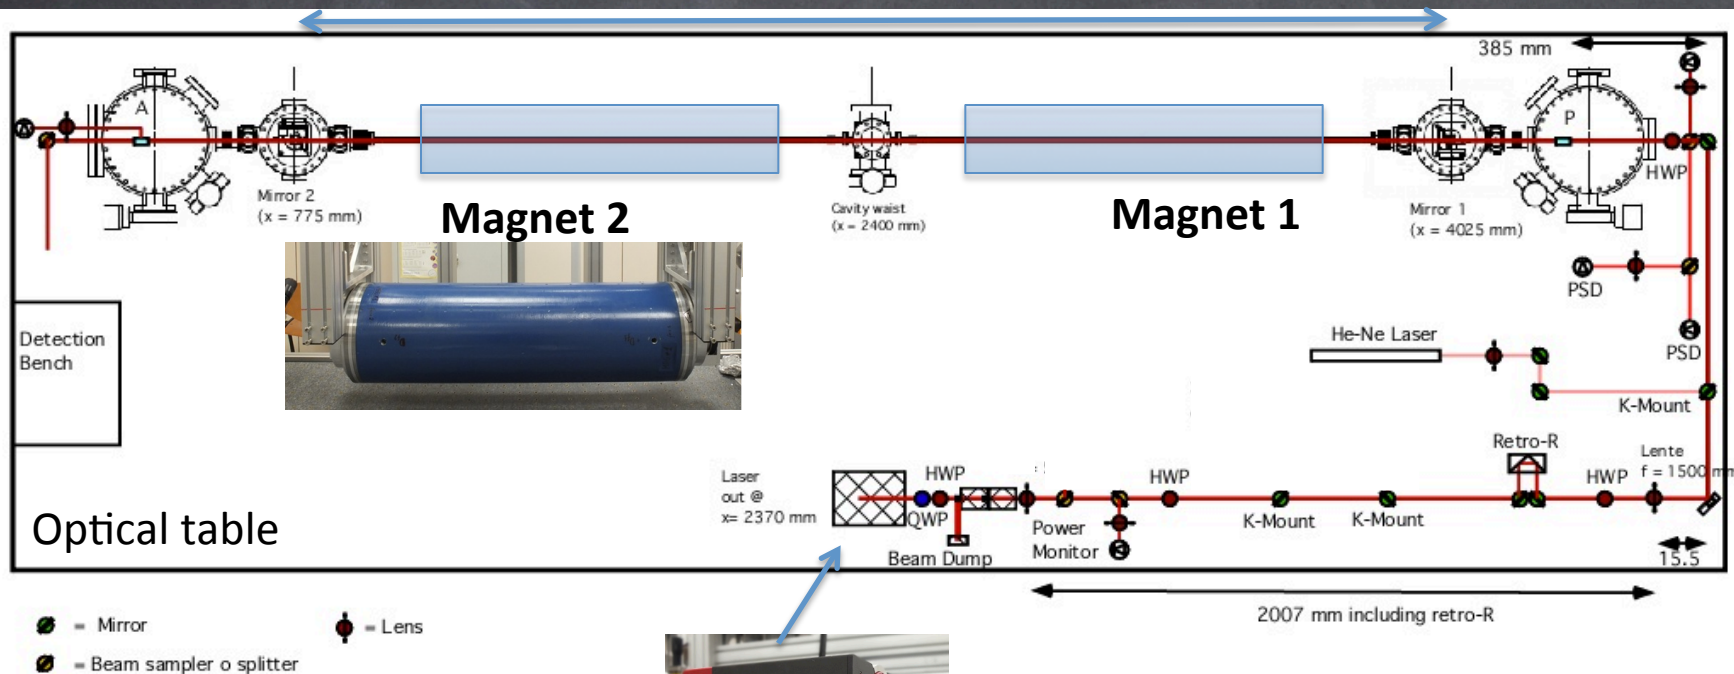 385 mm
A
P
HWP
Mirror 2
(x = 775 mm)
Magnet 2
Cavity waist
(x = 2400 mm)
Magnet 1
Mirror 1
(x = 4025 mm)
PSD
He-Ne Laser
PSD
Detection
Bench
K-Mount
Retro-R
Lente
f = 1500 mm
Laser
out @
x= 2370 mm
HWP
HWP
HWP
QWP
Power
Monitor
K-Mount
K-Mount
Optical table
Beam Dump
15.5
2007 mm including retro-R
= Mirror
= Lens
= Beam sampler o splitter